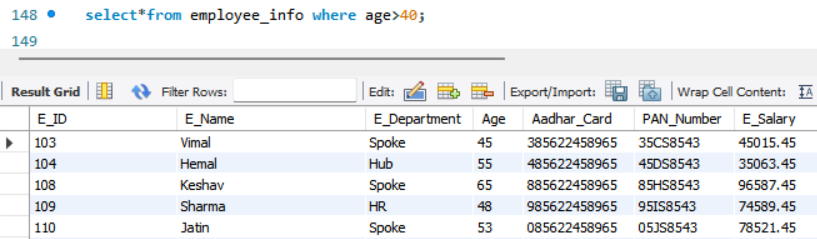 148 select*from employee_info where age>40;
149
Result Grid Filter Rows: Edit: Export/Import: Wrap Cell Content: IA
E_ID E_Name E_Department Age Aadhar_Card PAN_Number E_Salary
103 Vimal Spoke 45 385622458965 35CS8543 45015.45
104 Hemal Hub 55 485622458965 45DS8543 35063.45
108 Keshav Spoke 65 885622458965 85HS8543 96587.45
109 Sharma HR 48 985622458965 95IS8543 74589.45
110 Jatin Spoke 53 085622458965 05JS8543 78521.45